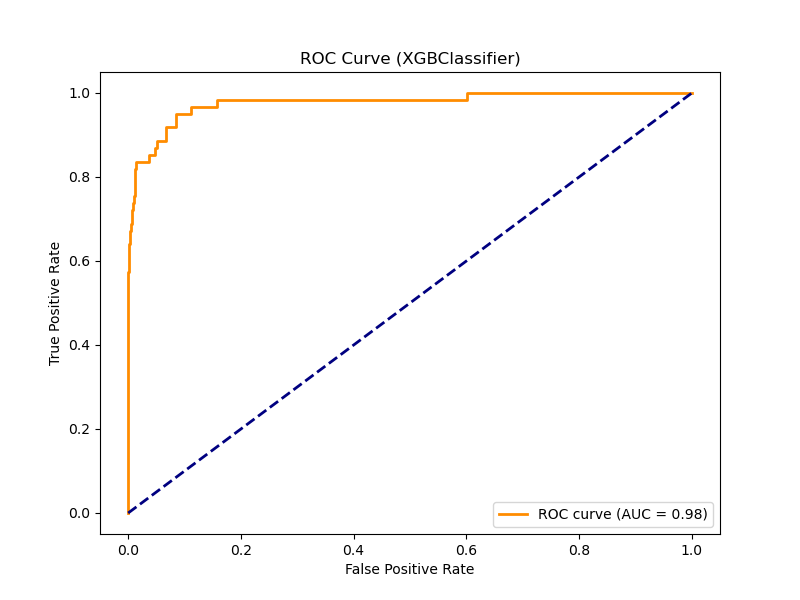 ROC Curve (XGBClassifier)
1.0
0.8
0.6
0.4
0.2
0.0
True Positive Rate
ROC curve (AUC = 0.98)
0.0 0.2 0.4 0.6 0.8 1.0
False Positive Rate